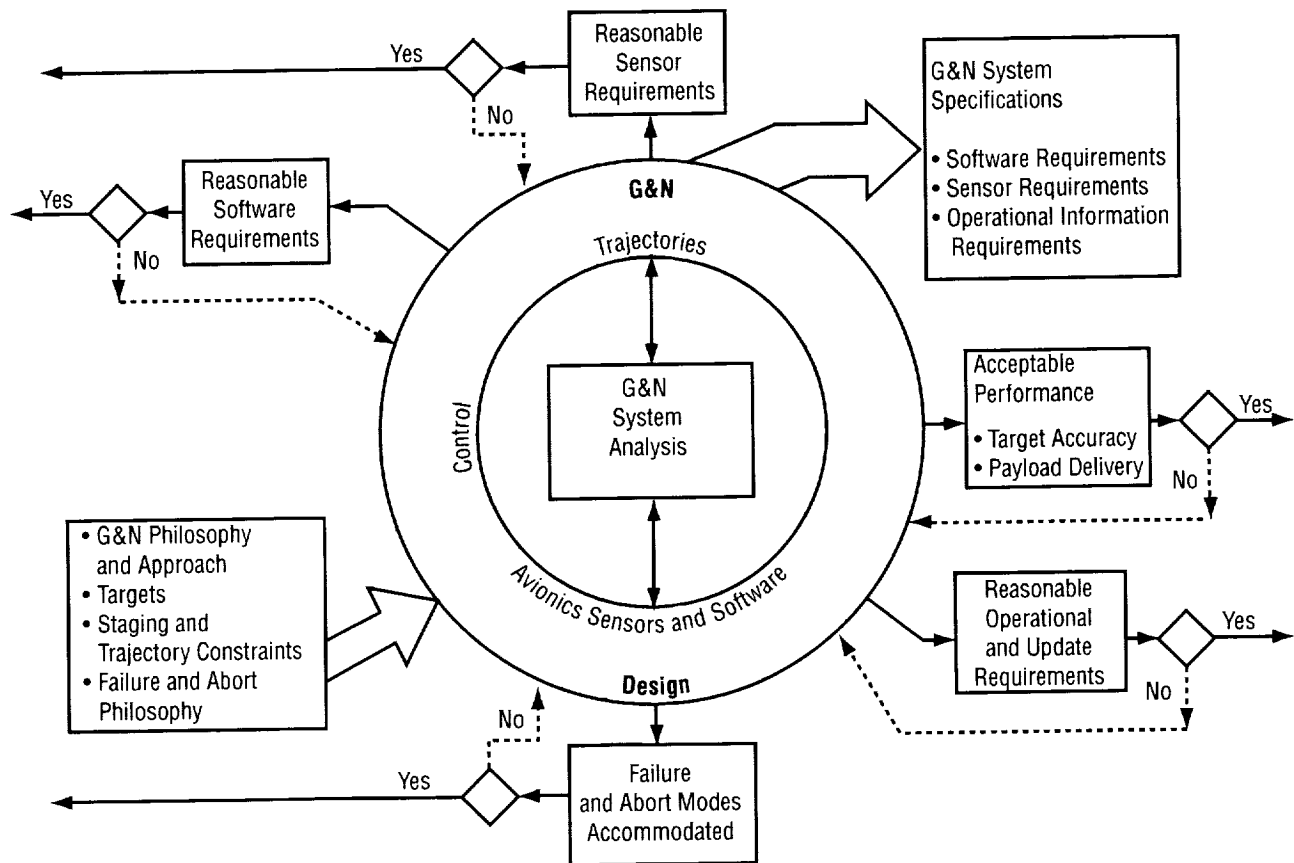 Reasonable
Sensor
Requirements
Yes
No
G&N System
Specifications
• Software Requirements
• Sensor Requirements
• Operational Information
Requirements
Reasonable
Software
Requirements
Yes
No
G&N
Trajectories
Control
G&N
System
Analysis
Avionics Sensors and Software
Design
Acceptable
Performance
• Target Accuracy
• Payload Delivery
Yes
No
• G&N Philosophy
and Approach
• Targets
• Staging and
Trajectory Constraints
• Failure and Abort
Philosophy
Reasonable
Operational
and Update
Requirements
Yes
No
No
Yes
Failure
and Abort Modes
Accommodated